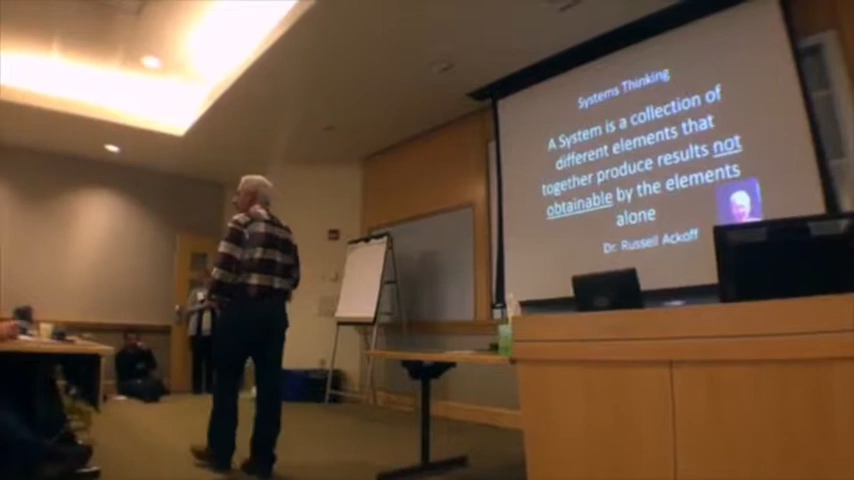 Systems Thinking
A System is a collection of
different elements that
together produce results not
obtainable by the elements
alone
Dr. Russell Ackoff